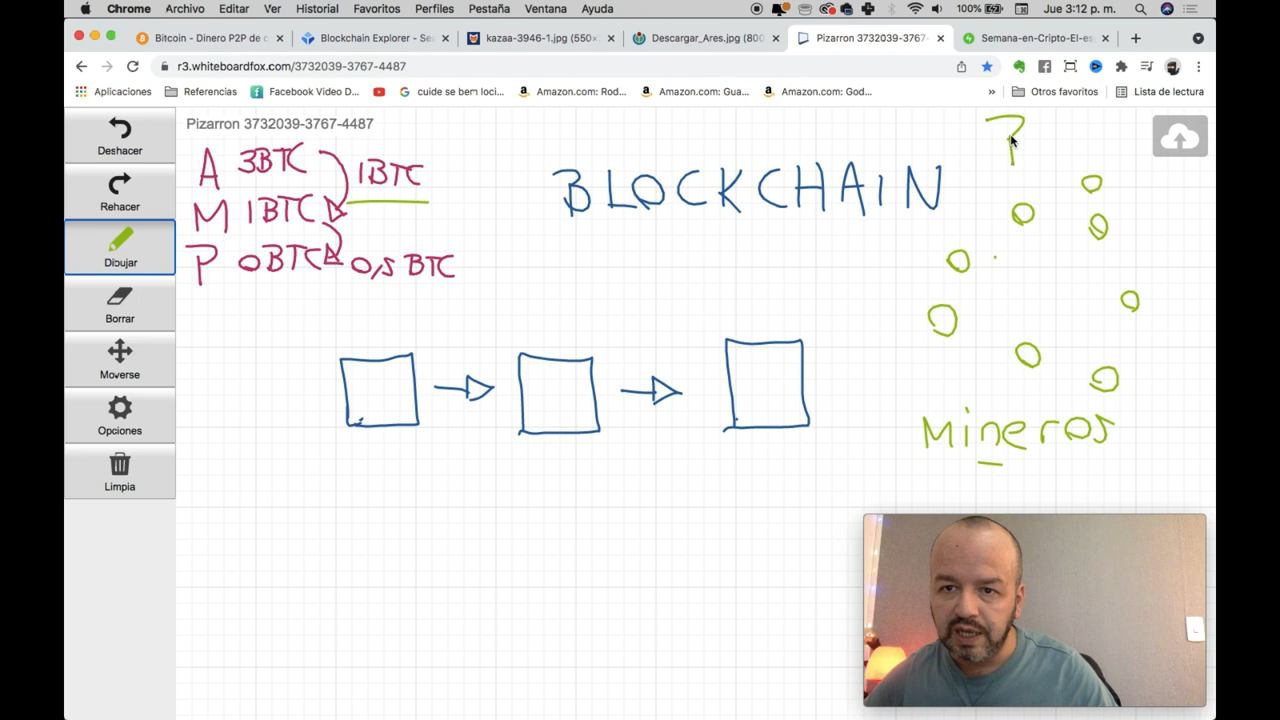 Chrome Archivo Editar Ver Historial Favoritos Perfiles Pestaña Ventana Ayuda 100% Jue 3:12 p. m.
Bitcoin - Dinero P2P de c × Blockchain Explorer - Sea × kazaa-3946-1.jpg (550× × Descargar_Ares.jpg (800 × Pizarron 3732039-3767- × Semana-en-Cripto-El-es ×
r3.whiteboardfox.com/3732039-3767-4487
Aplicaciones Referencias Facebook Video D... cuide se bem loci... Amazon.com: Rod... Amazon.com: Gua... Amazon.com: God... » Otros favoritos Lista de lectura
Pizarron 3732039-3767-4487
Deshacer
Rehacer
Dibujar
Borrar
Moverse
Opciones
Limpia
A 3BTC 1BTC
M 1BTC
P 0BTC 0,5 BTC
BLOCKCHAIN
?
Mineros